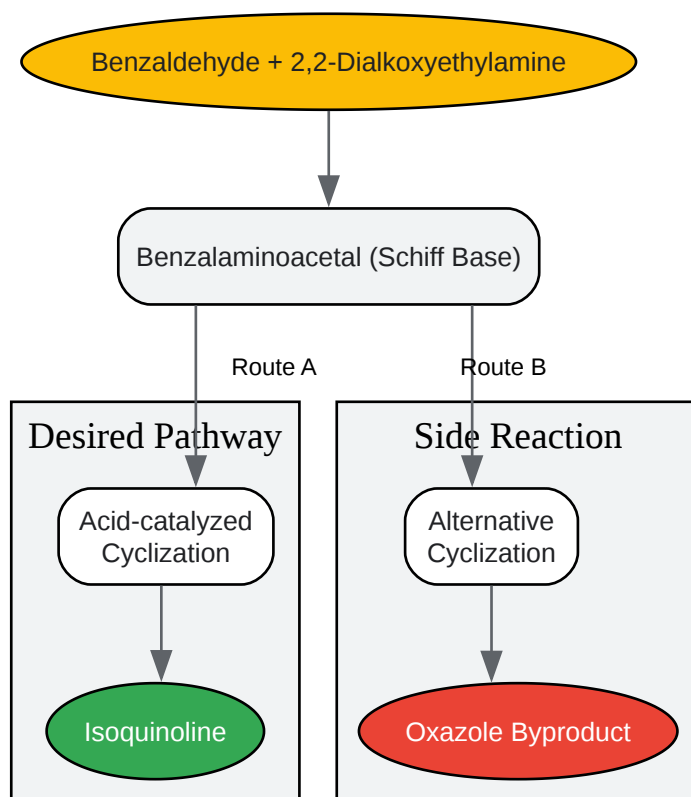 Benzaldehyde + 2,2-Dialkoxyethylamine
Benzalaminoacetal (Schiff Base)
Route A
Route B
Desired Pathway
Side Reaction
Acid-catalyzed
Cyclization
Alternative
Cyclization
Isoquinoline
Oxazole Byproduct